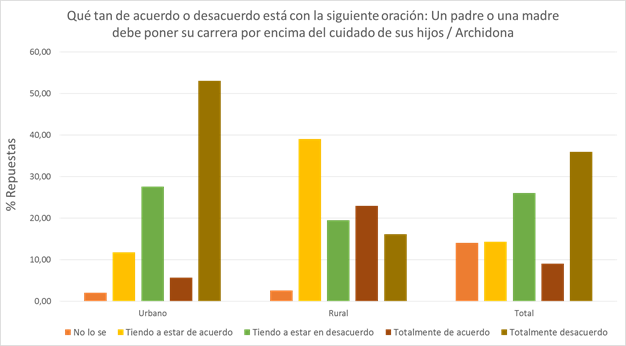 Qué tan de acuerdo o desacuerdo está con la siguiente oración: Un padre o una madre
debe poner su carrera por encima del cuidado de sus hijos / Archidona
% Repuestas
60,00
50,00
40,00
30,00
20,00
10,00
0,00
Urbano Rural Total
No lo se Tiendo a estar de acuerdo Tiendo a estar en desacuerdo Totalmente de acuerdo Totalmente desacuerdo